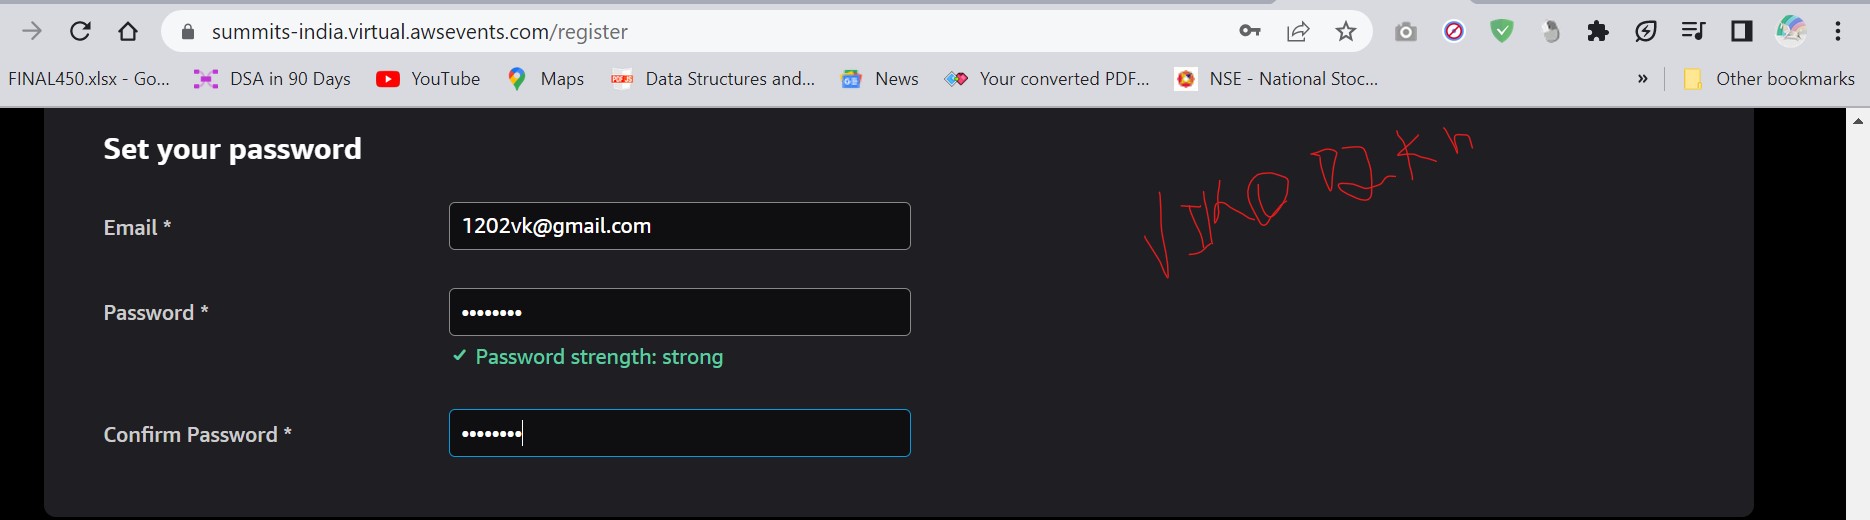 summits-india.virtual.awsevents.com/register
FINAL450.xlsx - Go... DSA in 90 Days YouTube Maps Data Structures and... News Your converted PDF... NSE - National Stoc... » Other bookmarks
Set your password
Email * 1202vk@gmail.com
Password * ••••••••
✓ Password strength: strong
Confirm Password * ••••••••